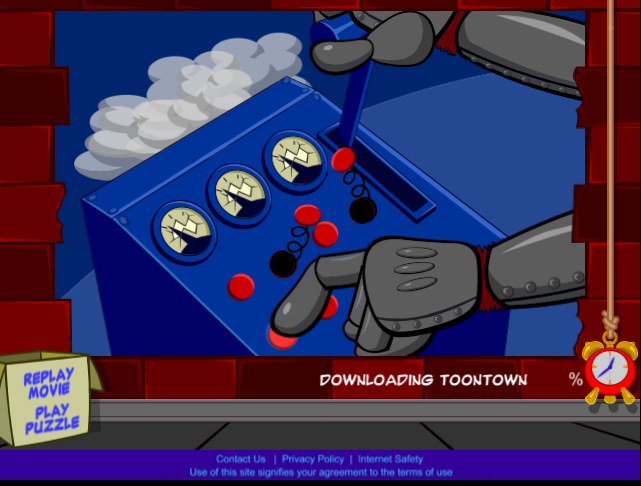 DOWNLOADING TOONTOWN %
REPLAY
MOVIE
PLAY
PUZZLE
Contact Us | Privacy Policy | Internet Safety
Use of this site signifies your agreement to the terms of use